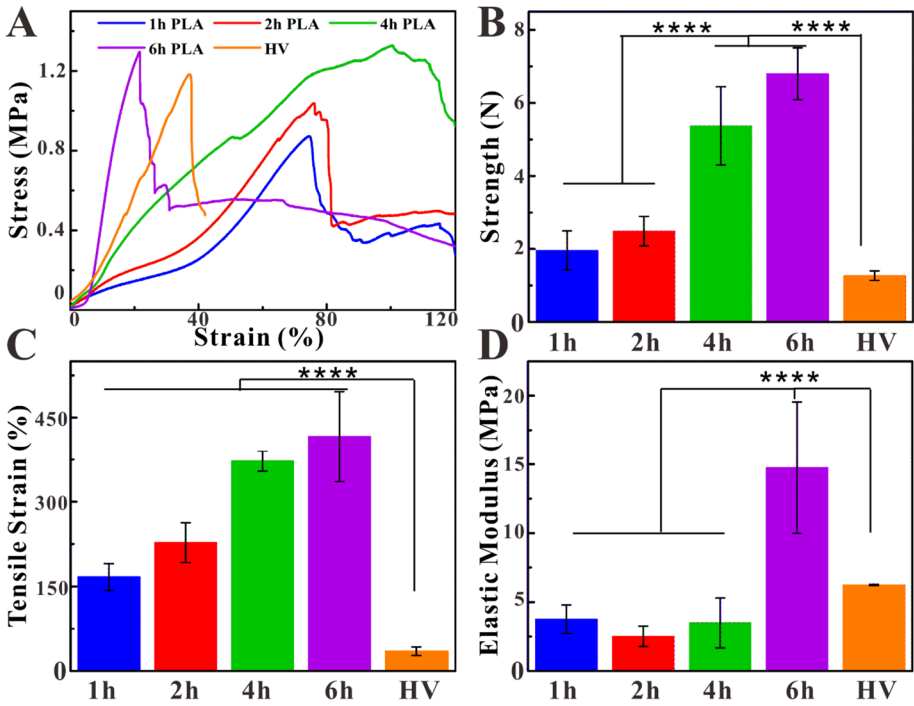 A
1h PLA 2h PLA 4h PLA
6h PLA HV
Stress (MPa)
1.2
0.8
0.4
0
0 40 80 120
Strain (%)
B
**** ****
Strength (N)
8
6
4
2
0
1h 2h 4h 6h HV
C
****
Tensile Strain (%)
450
300
150
0
1h 2h 4h 6h HV
D
****
Elastic Modulus (MPa)
20
15
10
5
0
1h 2h 4h 6h HV